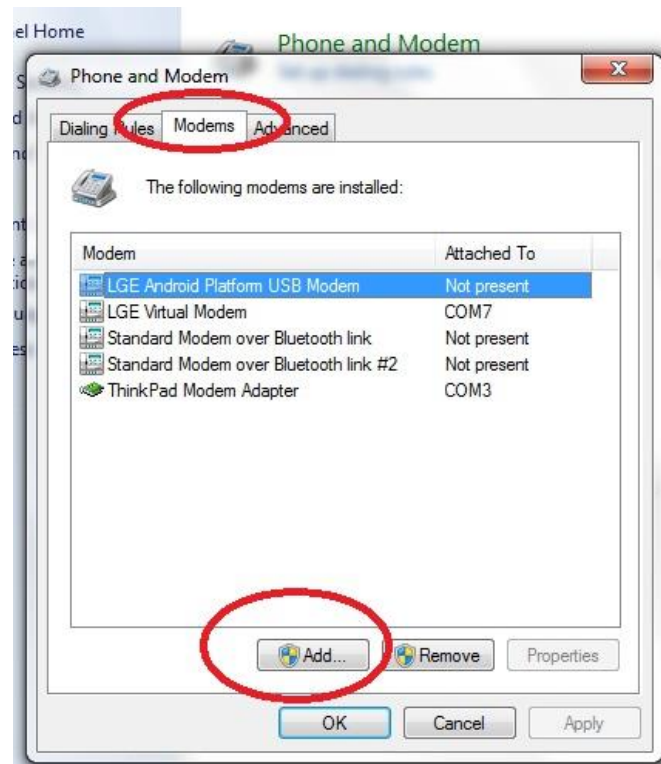 el Home
Phone and Modem
Phone and Modem
Dialing Rules Modems Advanced
The following modems are installed:
Modem Attached To
LGE Android Platform USB Modem Not present
LGE Virtual Modem COM7
Standard Modem over Bluetooth link Not present
Standard Modem over Bluetooth link #2 Not present
ThinkPad Modem Adapter COM3
Add... Remove Properties
OK Cancel Apply